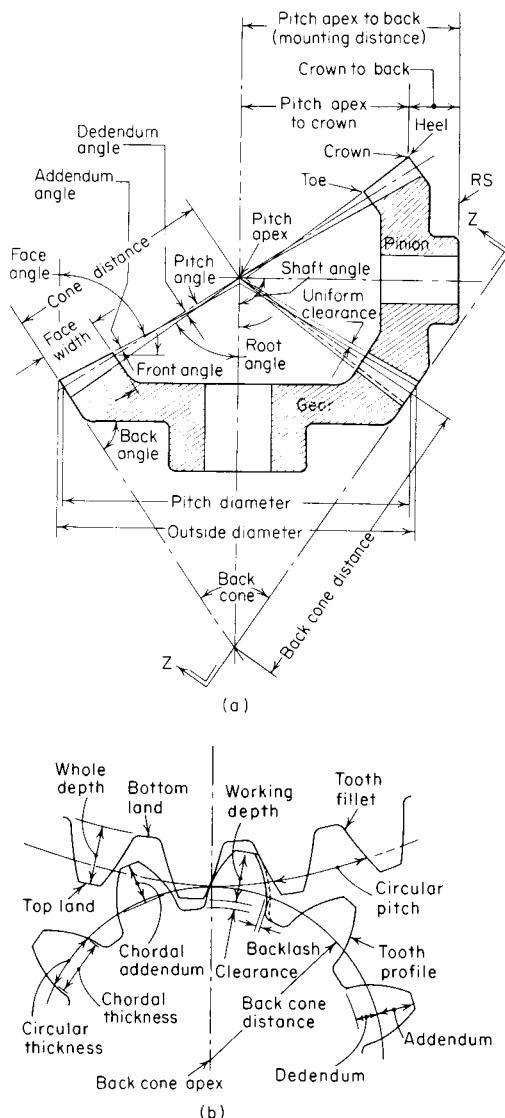 Pitch apex to back
(mounting distance)
Crown to back
Pitch apex
to crown
Dedendum
angle
Crown
Heel
Addendum
angle
Toe
RS
Pitch
apex
Z
Face
angle
Cone distance
Pitch
angle
Pinion
Shaft angle
Uniform
clearance
Face
width
Root
angle
Front angle
Gear
Back
angle
Pitch diameter
Outside diameter
Back
cone
Back cone distance
Z
(a)
Whole
depth
Bottom
land
Working
depth
Tooth
fillet
Top land
Circular
pitch
Chordal
addendum
Backlash
Clearance
Tooth
profile
Chordal
thickness
Back cone
distance
Circular
thickness
Addendum
Dedendum
Back cone apex
(b)